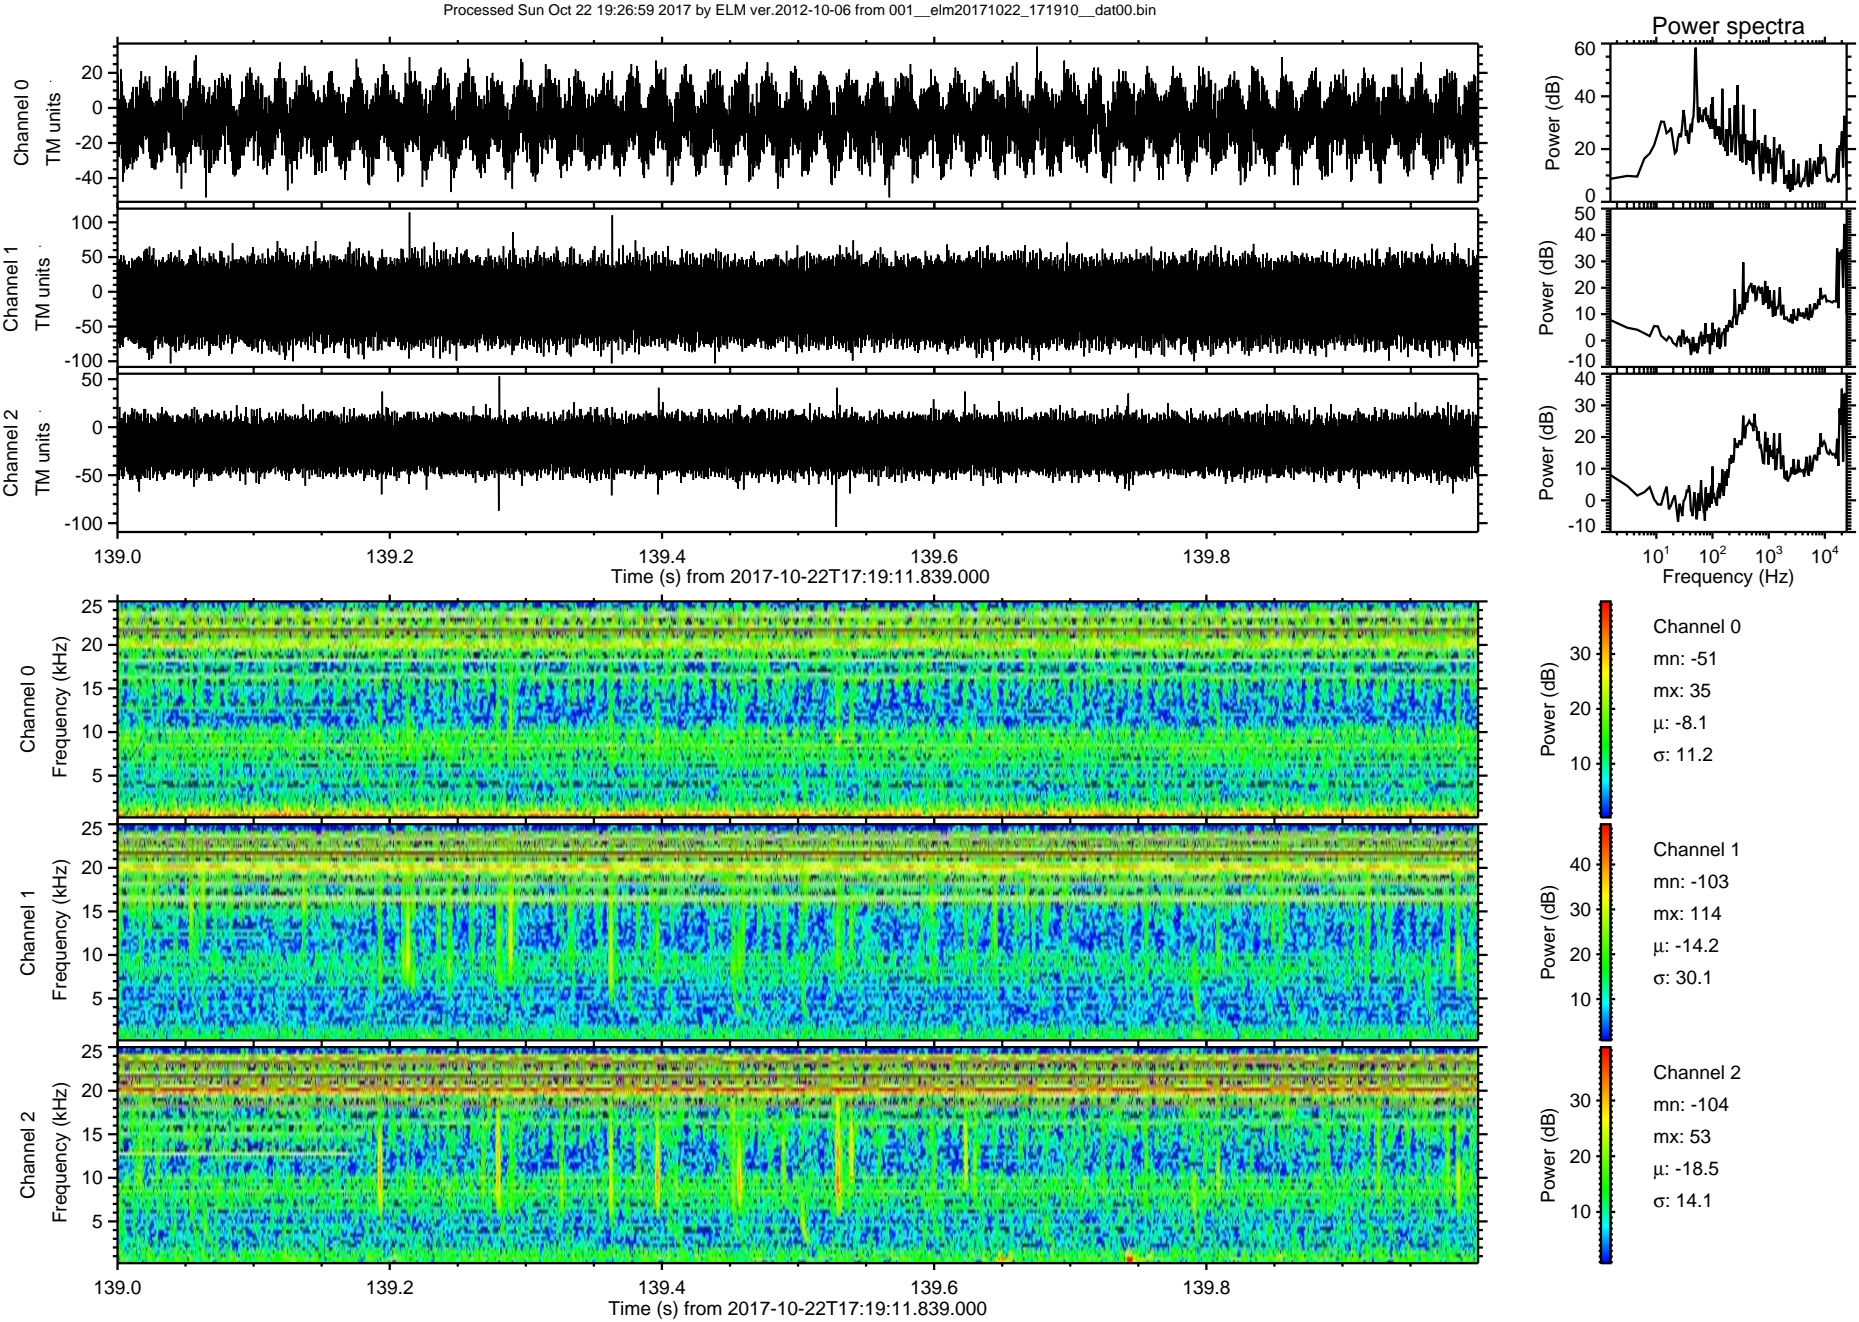 Processed Sun Oct 22 19:26:59 2017 by ELM ver.2012-10-06 from 001__elm20171022_171910__dat00.bin
Power spectra
Channel 0
TM units
20
0
-20
-40
Power (dB)
60
40
20
0
Channel 1
TM units
100
50
0
-50
-100
Power (dB)
50
40
30
20
10
0
-10
Channel 2
TM units
50
0
-50
-100
Power (dB)
40
30
20
10
0
-10
139.0 139.2 139.4 139.6 139.8
Time (s) from 2017-10-22T17:19:11.839.000
10¹ 10² 10³ 10⁴
Frequency (Hz)
Channel 0
Frequency (kHz)
25
20
15
10
5
Power (dB)
30
20
10
Channel 0
mn: -51
mx: 35
μ: -8.1
σ: 11.2
Channel 1
Frequency (kHz)
25
20
15
10
5
Power (dB)
40
30
20
10
Channel 1
mn: -103
mx: 114
μ: -14.2
σ: 30.1
Channel 2
Frequency (kHz)
25
20
15
10
5
Power (dB)
30
20
10
Channel 2
mn: -104
mx: 53
μ: -18.5
σ: 14.1
139.0 139.2 139.4 139.6 139.8
Time (s) from 2017-10-22T17:19:11.839.000